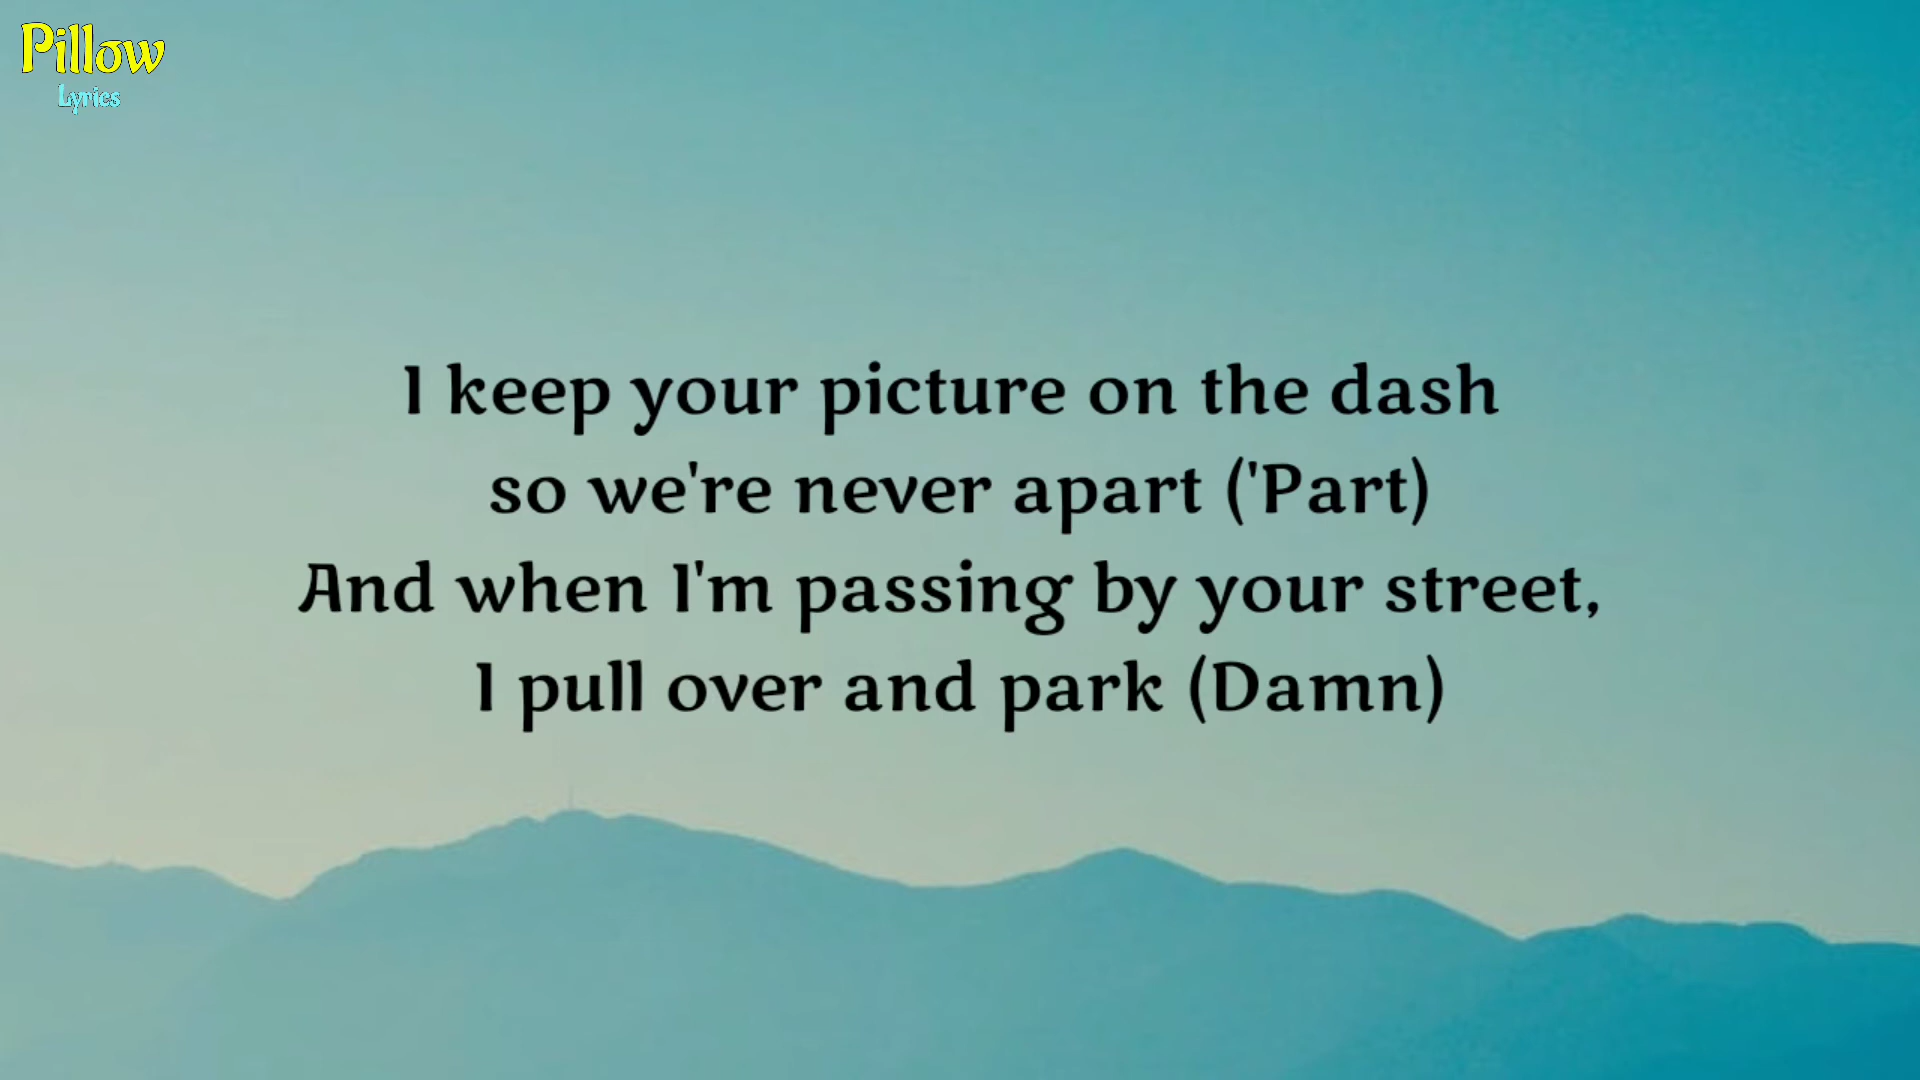 Pillow
Lyrics
I keep your picture on the dash
so we're never apart ('Part)
And when I'm passing by your street,
I pull over and park (Damn)